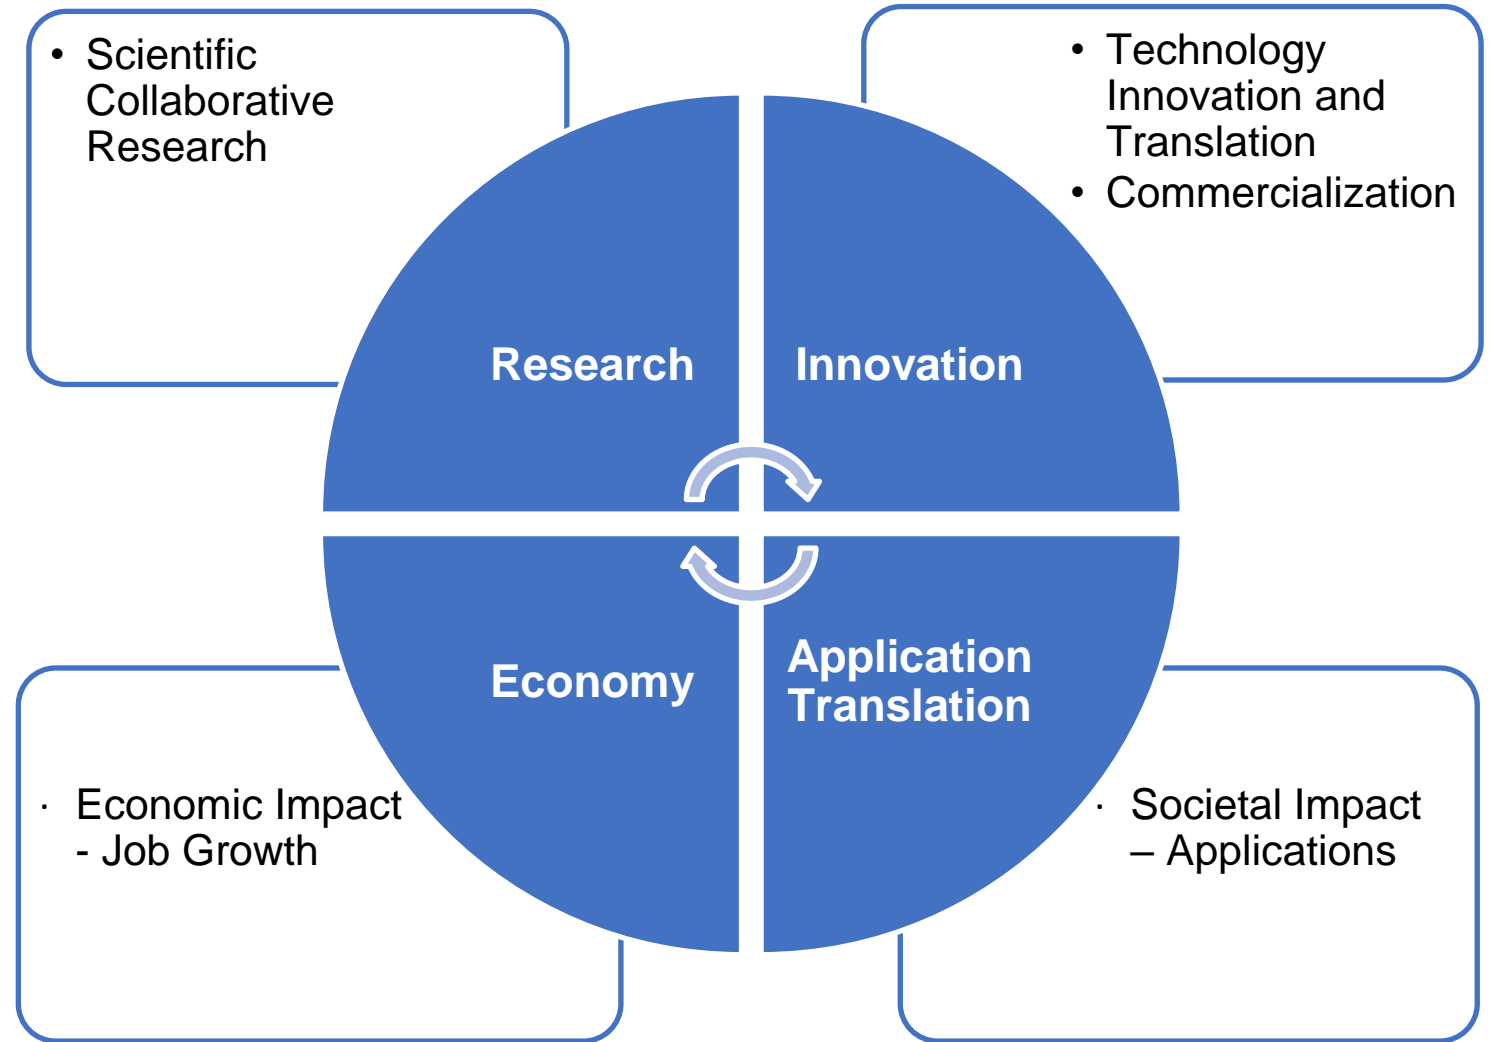 • Scientific
Collaborative
Research
• Technology
Innovation and
Translation
• Commercialization
Research
Innovation
Economy
Application
Translation
· Economic Impact
- Job Growth
· Societal Impact
– Applications